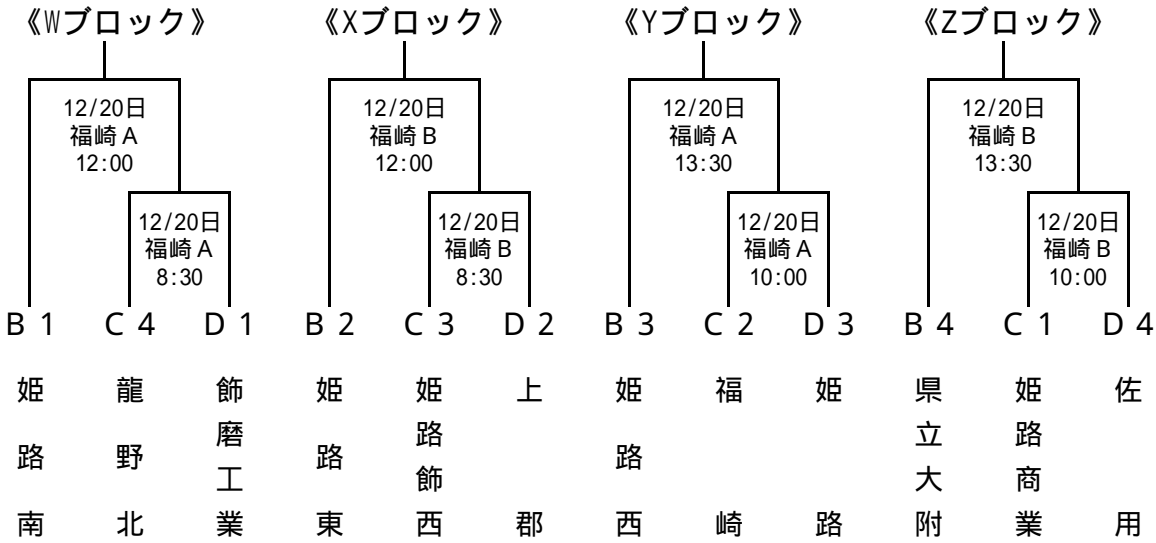 《Wブロック》 《Xブロック》 《Yブロック》 《Zブロック》
12/20日 12/20日 12/20日 12/20日
福崎A 福崎B 福崎A 福崎B
12:00 12:00 13:30 13:30
12/20日 12/20日 12/20日 12/20日
福崎A 福崎B 福崎A 福崎B
8:30 8:30 10:00 10:00
B1 C4 D1 B2 C3 D2 B3 C2 D3 B4 C1 D4
姫路南
龍野北
飾磨工業
姫路東
姫路飾西
上郡
姫路西
福崎
姫路
県立大附
姫路商業
佐用